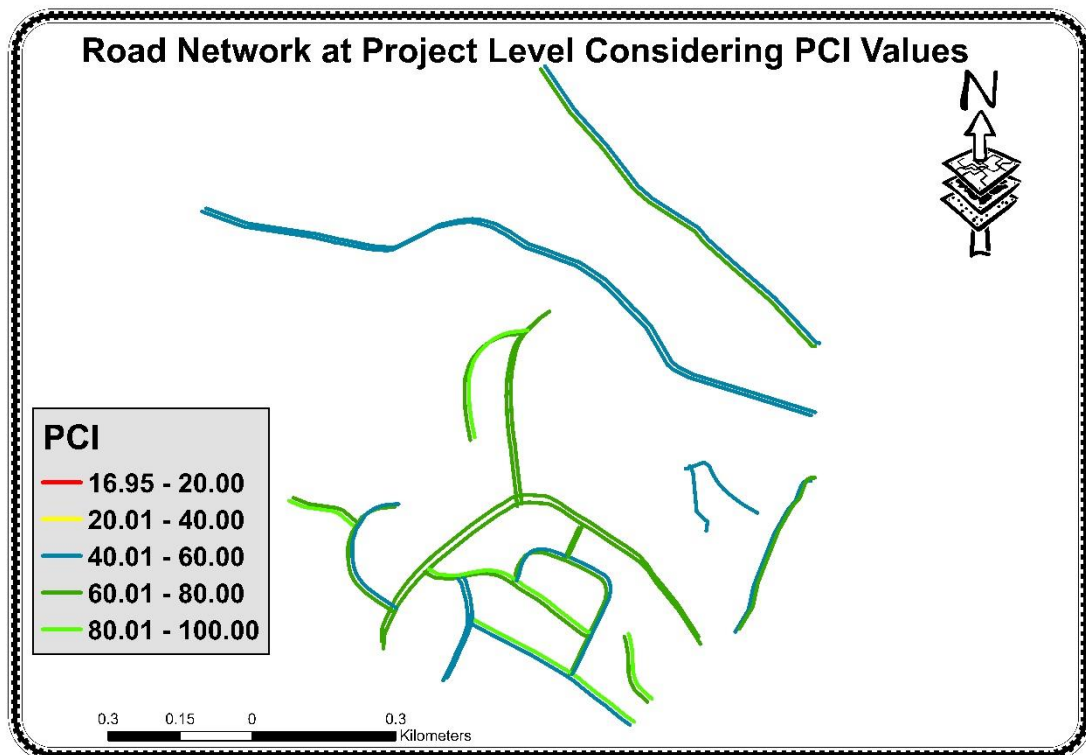 Road Network at Project Level Considering PCI Values
N
PCI
16.95 - 20.00
20.01 - 40.00
40.01 - 60.00
60.01 - 80.00
80.01 - 100.00
0.3 0.15 0 0.3
Kilometers